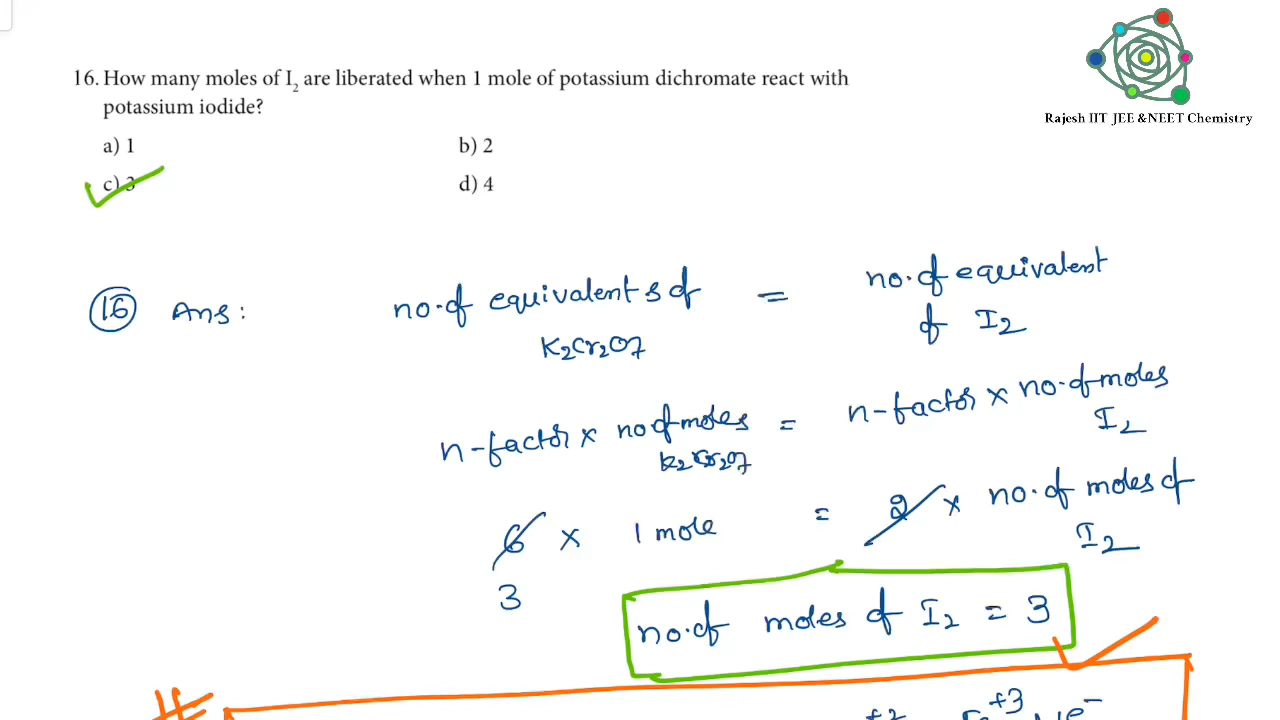 16. How many moles of I2 are liberated when 1 mole of potassium dichromate react with
potassium iodide?
a) 1
b) 2
c) 3
d) 4
Rajesh IIT JEE &NEET Chemistry
16 Ans:
no.of equivalents of K2Cr2O7 = no.of equivalent of I2
n-factor x no of moles K2Cr2O7 = n-factor x no.of moles I2
6 x 1 mole = 2 x no.of moles of I2
3
no.of moles of I2 = 3
+3